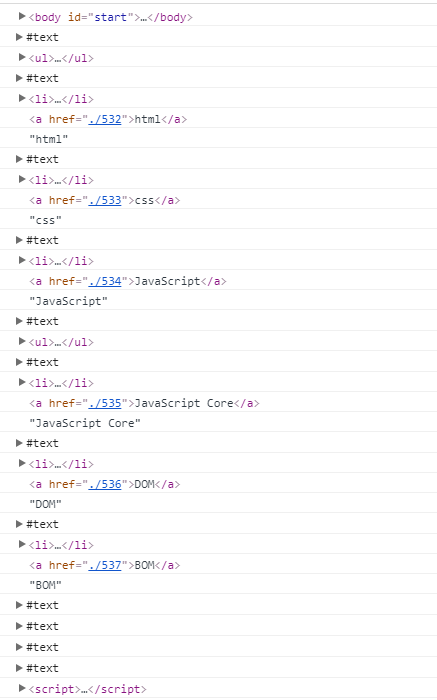 <body id="start">…</body>
#text
<ul>…</ul>
#text
<li>…</li>
<a href="./532">html</a>
"html"
#text
<li>…</li>
<a href="./533">css</a>
"css"
#text
<li>…</li>
<a href="./534">JavaScript</a>
"JavaScript"
#text
<ul>…</ul>
#text
<li>…</li>
<a href="./535">JavaScript Core</a>
"JavaScript Core"
#text
<li>…</li>
<a href="./536">DOM</a>
"DOM"
#text
<li>…</li>
<a href="./537">BOM</a>
"BOM"
#text
#text
#text
#text
<script>…</script>